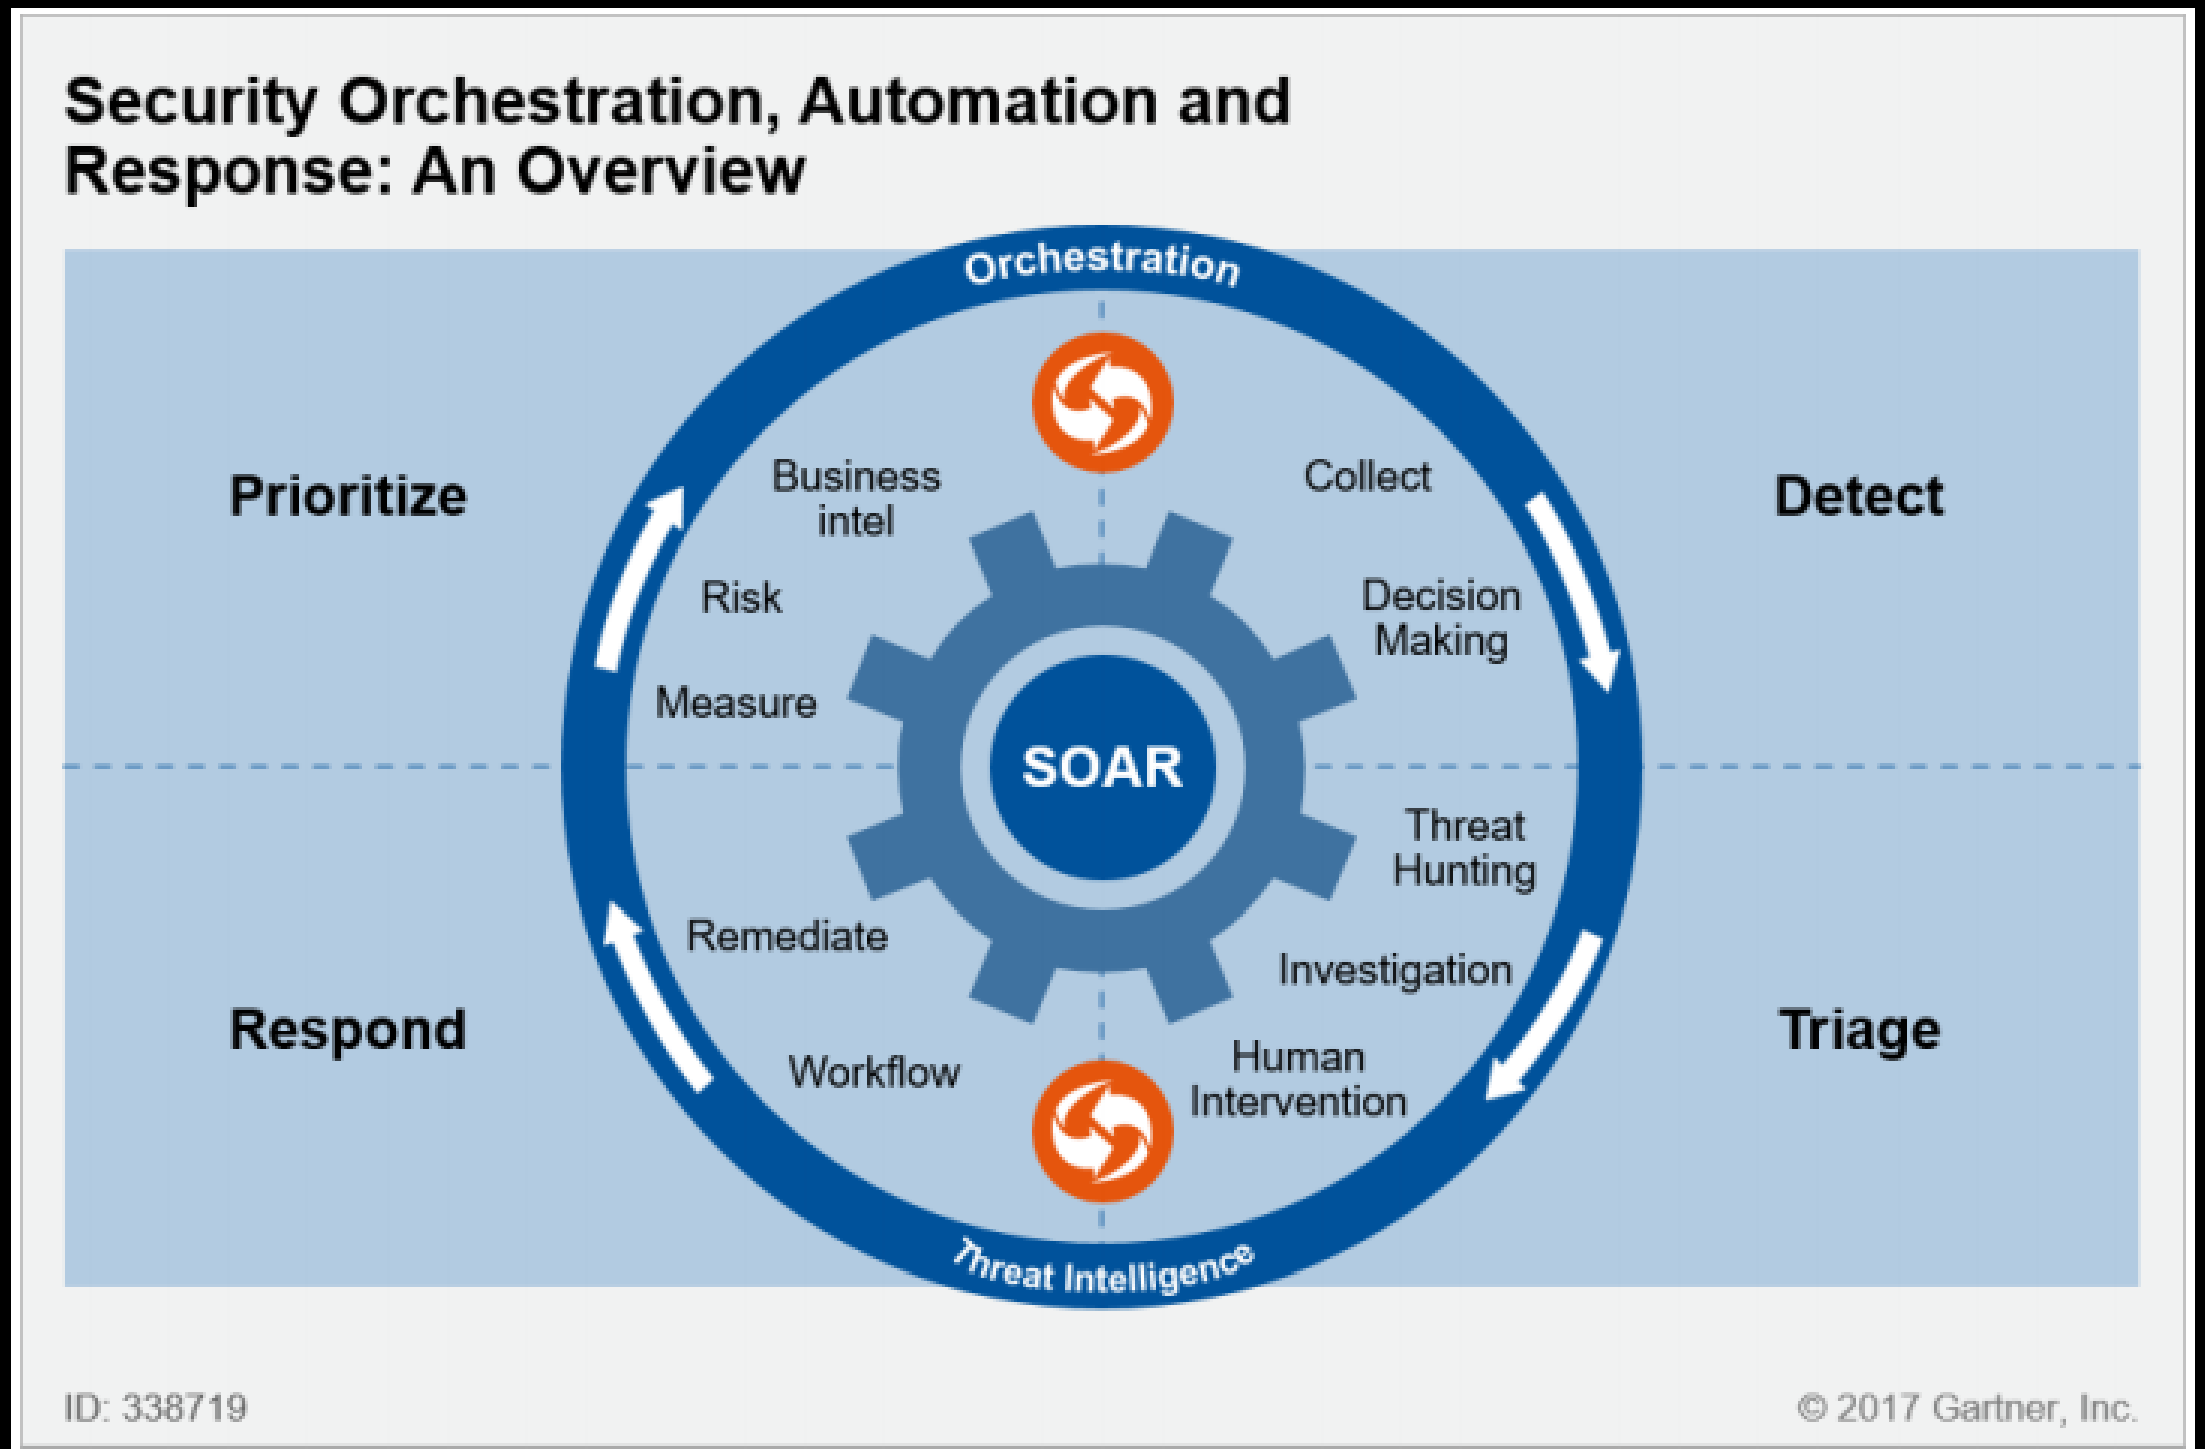 Security Orchestration, Automation and
Response: An Overview
Orchestration
Prioritize
Business
intel
Risk
Measure
Collect
Decision
Making
Detect
SOAR
Respond
Remediate
Workflow
Threat
Hunting
Investigation
Human
Intervention
Triage
Threat Intelligence
ID: 338719
© 2017 Gartner, Inc.